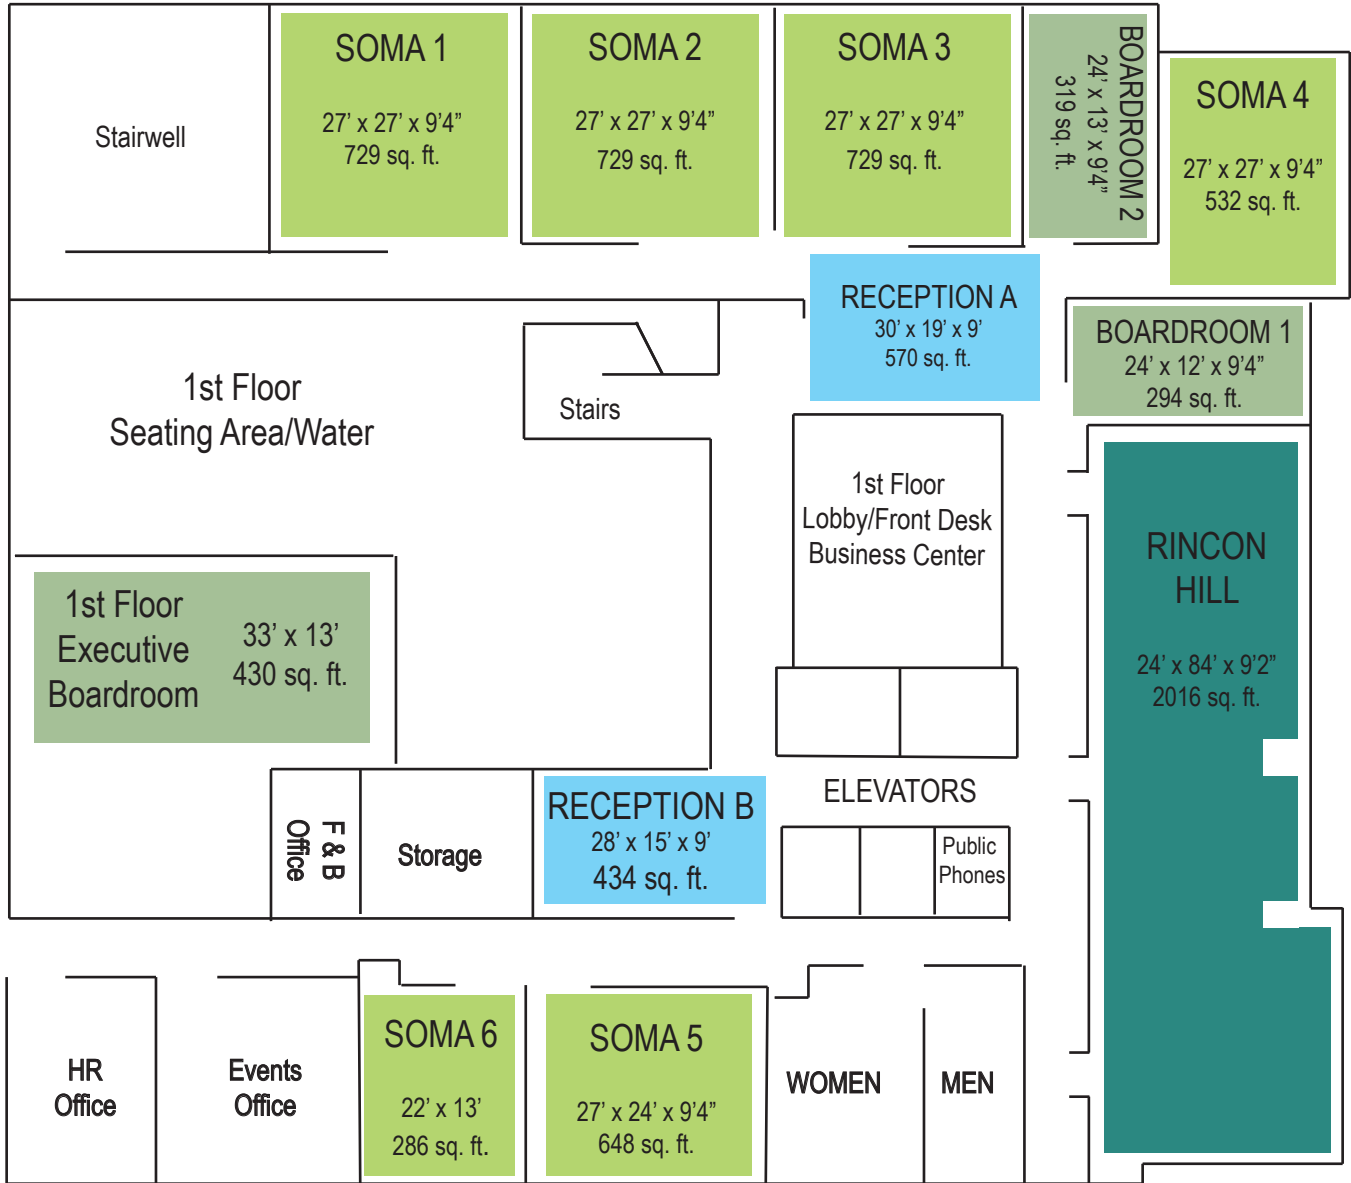 SOMA 1
27’ x 27’ x 9’4”
729 sq. ft.
SOMA 2
27’ x 27’ x 9’4”
729 sq. ft.
SOMA 3
27’ x 27’ x 9’4”
729 sq. ft.
BOARDROOM 2
24’ x 13’ x 9’4”
319 sq. ft.
SOMA 4
27’ x 27’ x 9’4”
532 sq. ft.
Stairwell
RECEPTION A
30’ x 19’ x 9’
570 sq. ft.
BOARDROOM 1
24’ x 12’ x 9’4”
294 sq. ft.
1st Floor
Seating Area/Water
Stairs
1st Floor
Lobby/Front Desk
Business Center
RINCON
HILL
24’ x 84’ x 9’2”
2016 sq. ft.
1st Floor
Executive
Boardroom
33’ x 13’
430 sq. ft.
F & B
Office
Storage
RECEPTION B
28’ x 15’ x 9’
434 sq. ft.
ELEVATORS
Public
Phones
HR
Office
Events
Office
SOMA 6
22’ x 13’
286 sq. ft.
SOMA 5
27’ x 24’ x 9’4”
648 sq. ft.
WOMEN
MEN